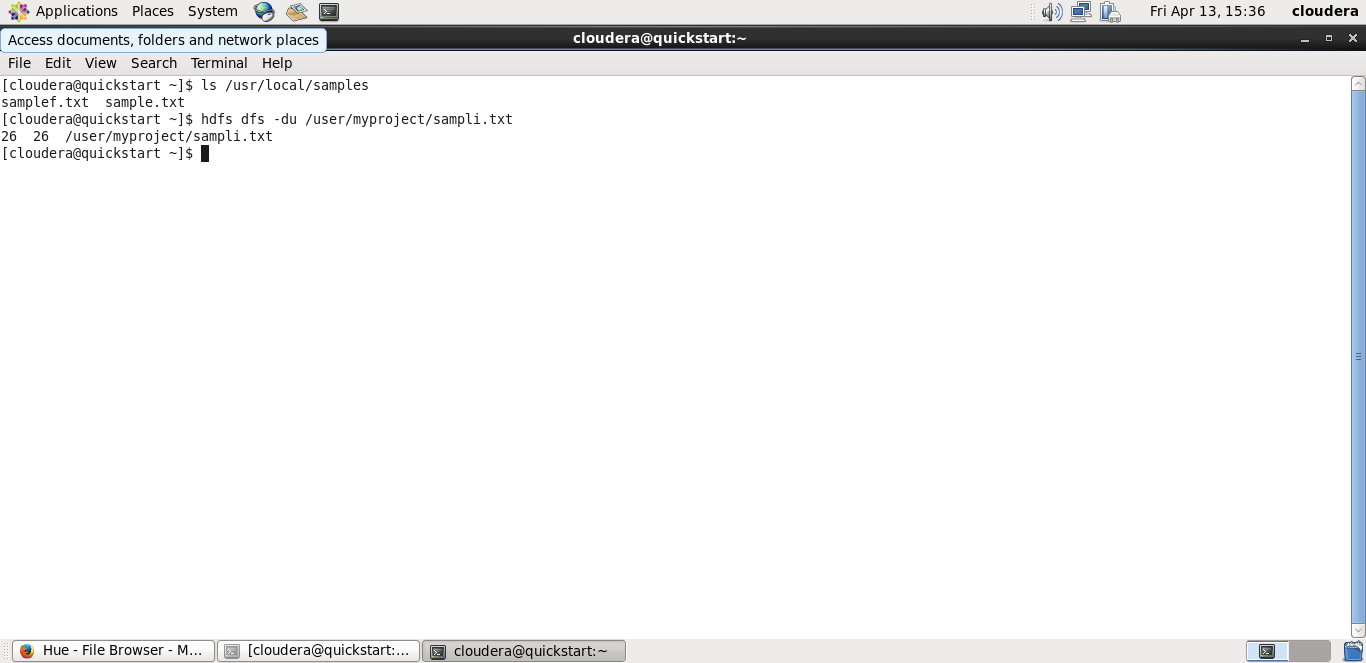 Applications Places System Fri Apr 13, 15:36 cloudera
Access documents, folders and network places
cloudera@quickstart:~
File Edit View Search Terminal Help
[cloudera@quickstart ~]$ ls /usr/local/samples
samplef.txt  sample.txt
[cloudera@quickstart ~]$ hdfs dfs -du /user/myproject/sampli.txt
26  26  /user/myproject/sampli.txt
[cloudera@quickstart ~]$
Hue - File Browser - M... [cloudera@quickstart:... cloudera@quickstart:~